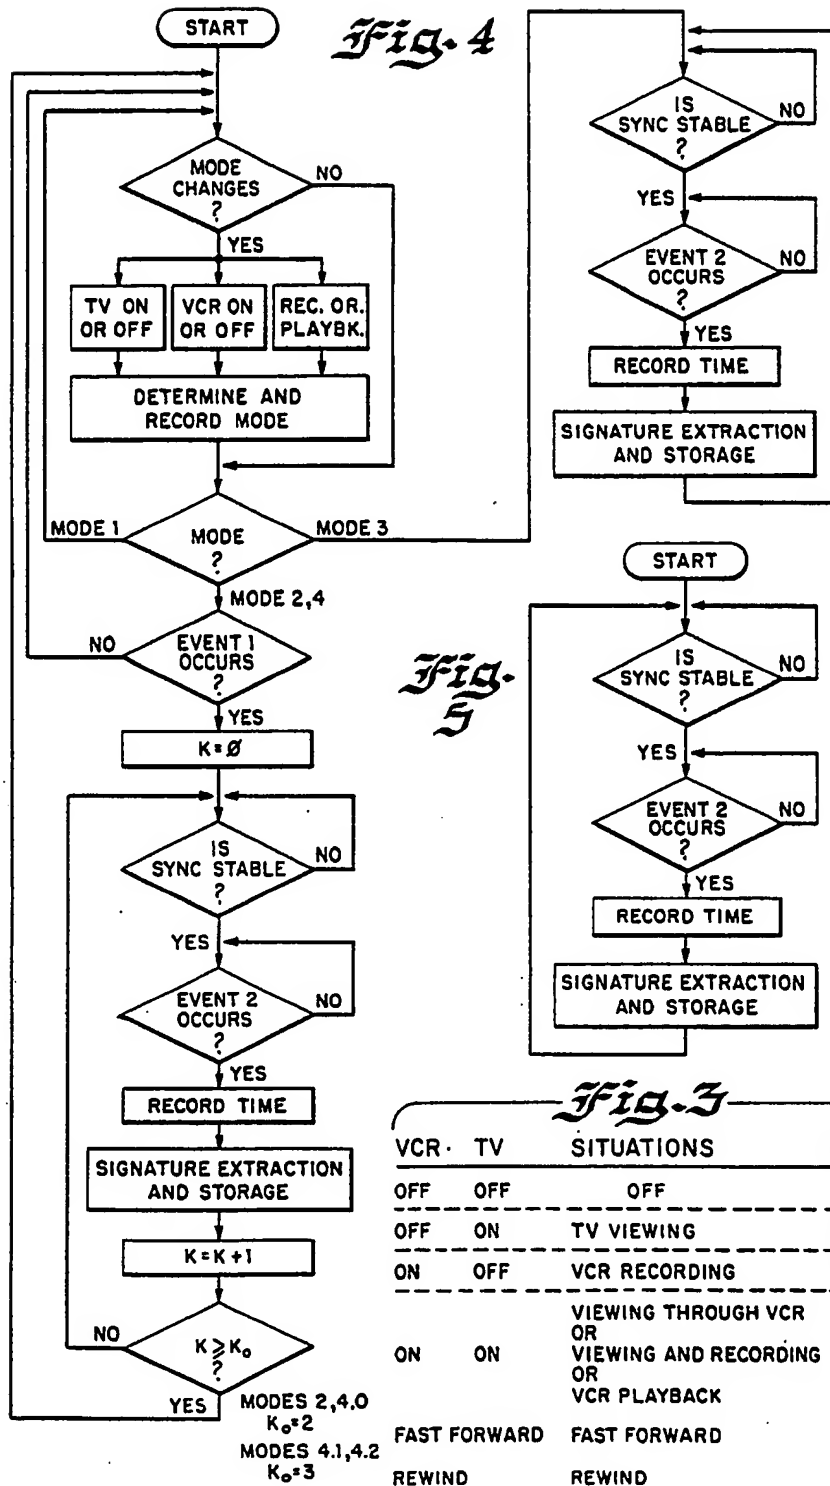 Fig. 4
START
MODE
CHANGES
?
NO
YES
TV ON
OR OFF
VCR ON
OR OFF
REC. OR.
PLAYBK.
DETERMINE AND
RECORD MODE
MODE 1
MODE
?
MODE 3
MODE 2,4
NO
EVENT 1
OCCURS
?
YES
K=Ø
IS
SYNC STABLE
?
NO
YES
EVENT 2
OCCURS
?
NO
YES
RECORD TIME
SIGNATURE EXTRACTION
AND STORAGE
K=K+1
NO
K ⩾ K₀
?
YES
MODES 2,4.0
K₀=2
MODES 4.1,4.2
K₀=3
IS
SYNC STABLE
?
NO
YES
EVENT 2
OCCURS
?
NO
YES
RECORD TIME
SIGNATURE EXTRACTION
AND STORAGE
Fig.
5
START
IS
SYNC STABLE
?
NO
YES
EVENT 2
OCCURS
?
NO
YES
RECORD TIME
SIGNATURE EXTRACTION
AND STORAGE
Fig. 3
VCR. TV SITUATIONS
OFF OFF OFF
OFF ON TV VIEWING
ON OFF VCR RECORDING
VIEWING THROUGH VCR
OR
ON ON VIEWING AND RECORDING
OR
VCR PLAYBACK
FAST FORWARD FAST FORWARD
REWIND REWIND